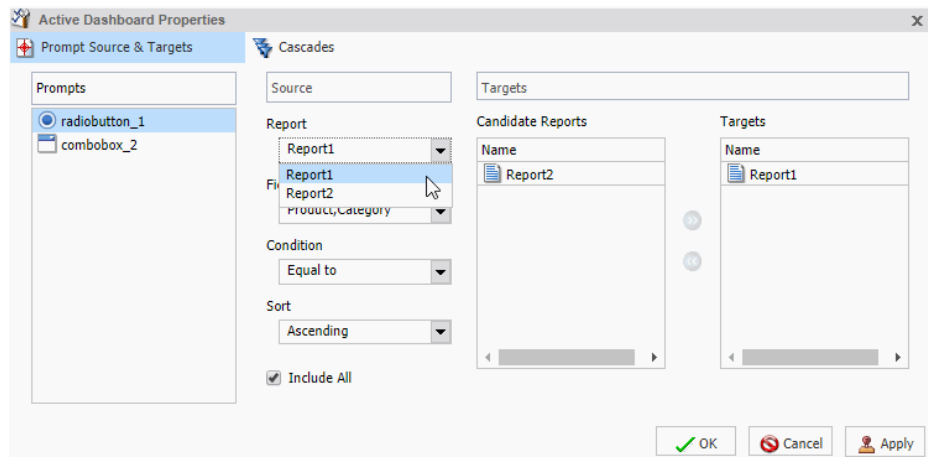 Active Dashboard Properties
x
Prompt Source & Targets
Cascades
Prompts
radiobutton_1
combobox_2
Source
Report
Report1
Report1
Report2
Product,Category
Condition
Equal to
Sort
Ascending
Include All
Targets
Candidate Reports
Name
Report2
Targets
Name
Report1
OK
Cancel
Apply